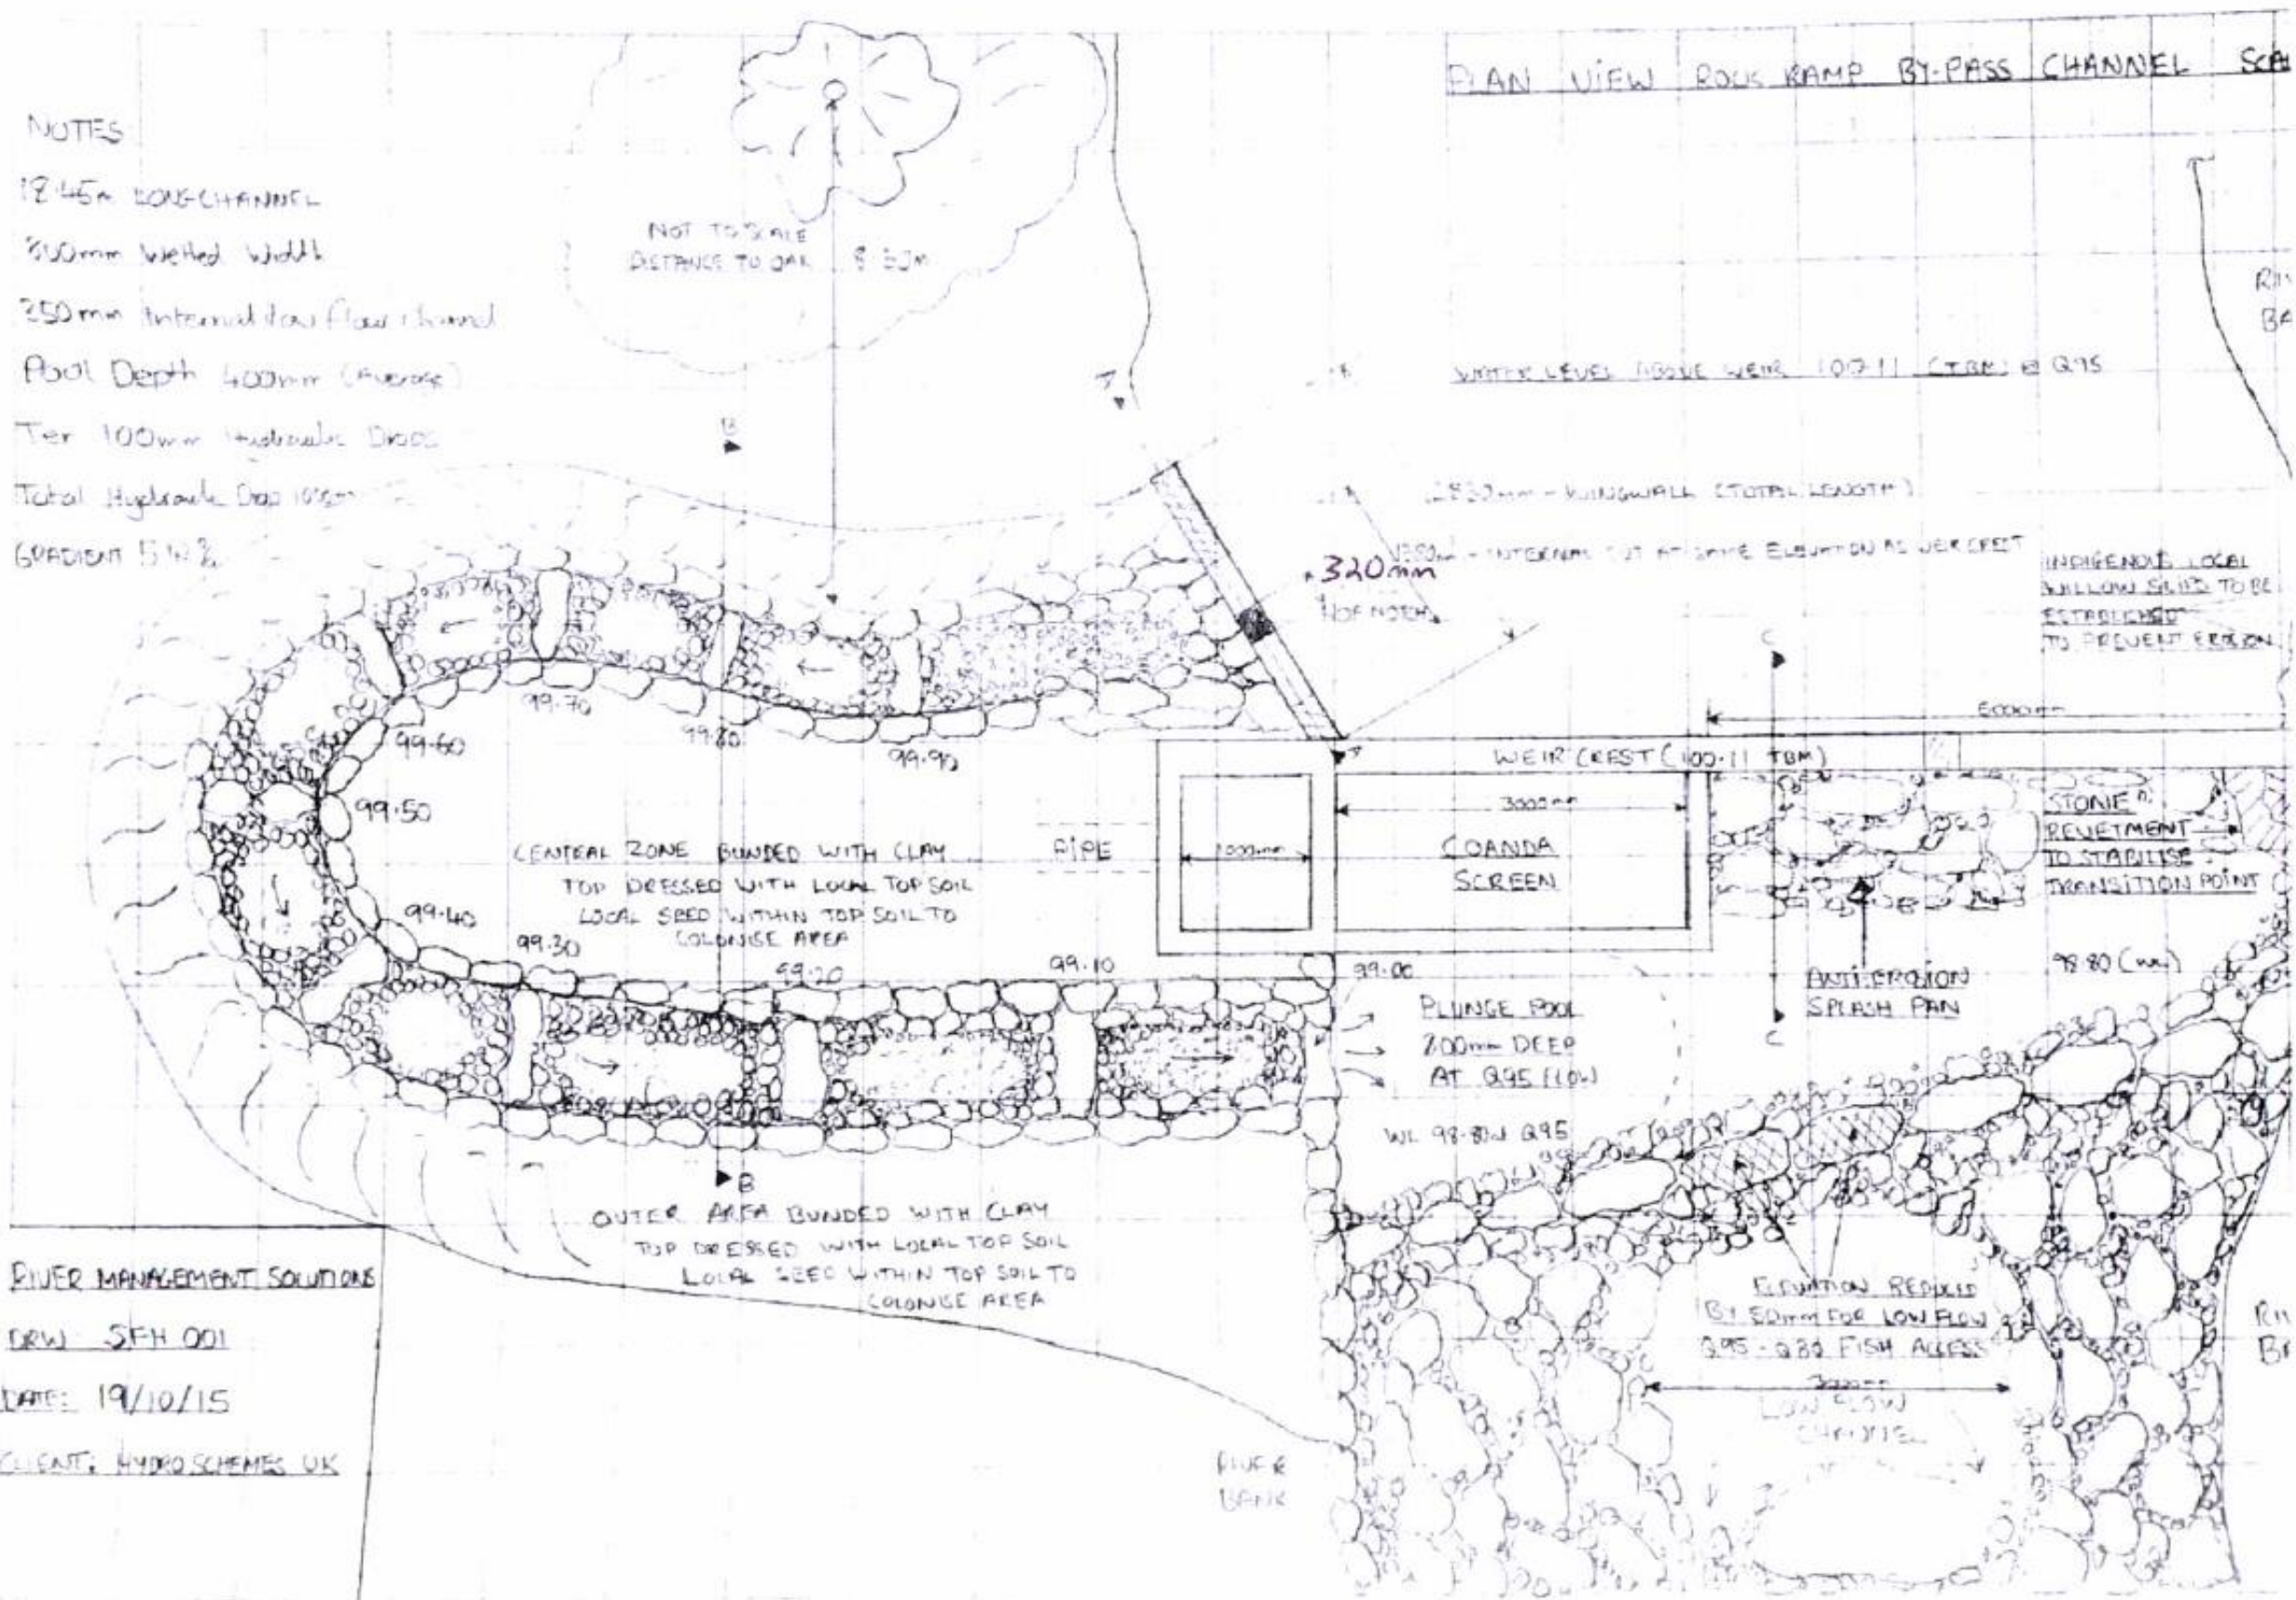 PLAN VIEW ROCK RAMP BY-PASS CHANNEL
NOTES
18.45m LONG CHANNEL
800mm Wetted Width
350mm Internal low flow channel
Pool Depth 400mm (Average)
Ten 100mm Hydraulic Drops
Total Hydraulic Drop
GRADIENT
NOT TO SCALE
DISTANCE TO OAK
WATER LEVEL ABOVE WEIR (TBM) @ Q95
B
WINGWALL (TOTAL LENGTH)
INTERNAL CUT AT SAME ELEVATION AS WEIR CREST
320mm
INDIGENOUS LOCAL
WILLOW
TO BE
ESTABLISHED
TO PREVENT EROSION
C
6000mm
WEIR CREST (100.11 TBM)
99.60
99.70
99.80
99.90
99.50
99.40
99.30
99.20
99.10
99.00
CENTRAL ZONE BUNDED WITH CLAY
TOP DRESSED WITH LOCAL TOP SOIL
LOCAL SEED WITHIN TOP SOIL TO
COLONISE AREA
PIPE
1000mm
3000mm
COANDA
SCREEN
STONE
REVETMENT
TO STABILISE
TRANSITION POINT
98.80
ANTI-EROSION
SPLASH PAN
C
PLUNGE POOL
200mm DEEP
AT Q95 FLOW
WL 98.80 Q95
B
OUTER AREA BUNDED WITH CLAY
TOP DRESSED WITH LOCAL TOP SOIL
LOCAL SEED WITHIN TOP SOIL TO
COLONISE AREA
ELEVATION REDUCED
BY 50mm FOR LOW FLOW
FISH ACCESS
3000mm
LOW FLOW
CHANNEL
RIVER
BANK
RIVER MANAGEMENT SOLUTIONS
DRW SFH 001
DATE: 19/10/15
CLIENT: HYDRO SCHEMES UK